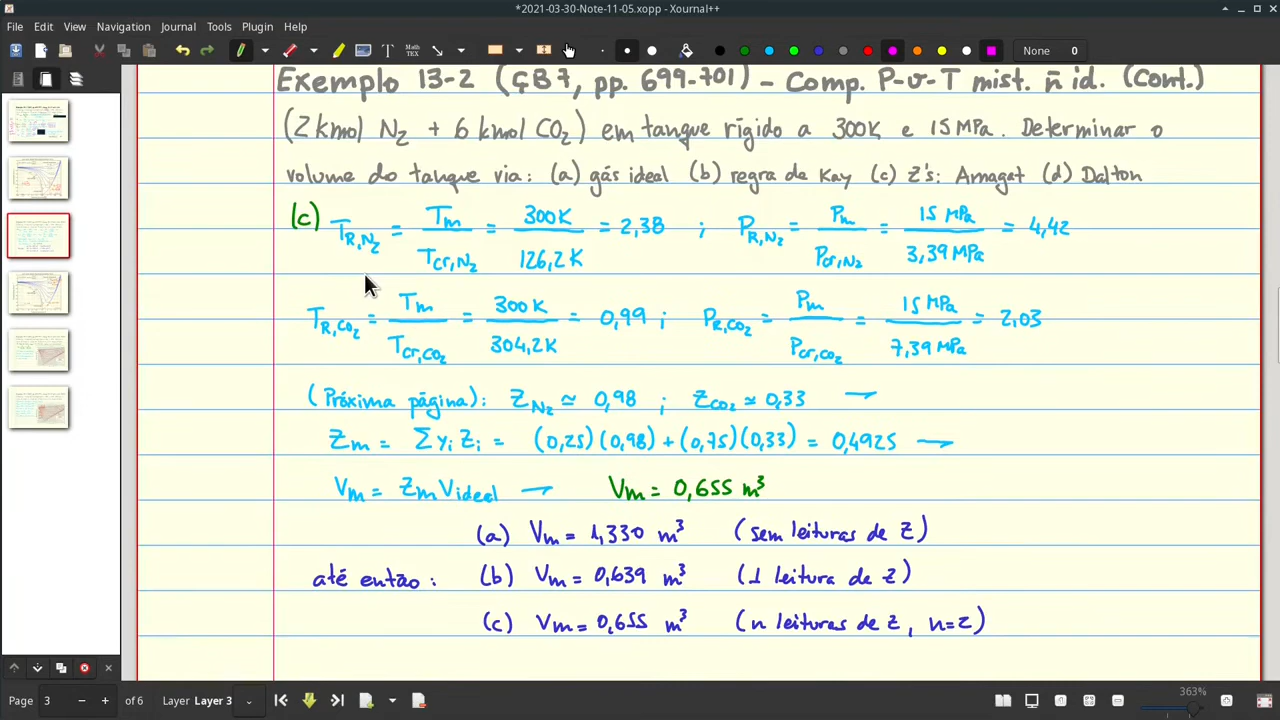 *2021-03-30-Note-11-05.xopp - Xournal++
File Edit View Navigation Journal Tools Plugin Help
None 0
Exemplo 13-2 (ÇB7, pp. 699-701) - Comp. P-v-T mist. ñ id. (Cont.)
(2 kmol N₂ + 6 kmol CO₂) em tanque rígido a 300K e 15 MPa. Determinar o
volume do tanque via: (a) gás ideal (b) regra de Kay (c) Z's: Amagat (d) Dalton
(c) T_R,N₂ = T_m / T_cr,N₂ = 300K / 126,2K = 2,38 ; P_R,N₂ = P_m / P_cr,N₂ = 15 MPa / 3,39 MPa = 4,42
T_R,CO₂ = T_m / T_cr,CO₂ = 300K / 304,2K = 0,99 ; P_R,CO₂ = P_m / P_cr,CO₂ = 15 MPa / 7,39 MPa = 2,03
(Próxima página): Z_N₂ ≃ 0,98 ; Z_CO₂ ≃ 0,33 →
Z_m = Σ y_i Z_i = (0,25)(0,98) + (0,75)(0,33) = 0,4925 →
V_m = Z_m V_ideal → V_m = 0,655 m³
(a) V_m = 1,330 m³ (sem leituras de Z)
até então: (b) V_m = 0,639 m³ (1 leitura de Z)
(c) V_m = 0,655 m³ (n leituras de Z, n=2)
Page 3 of 6 Layer Layer 3 363%